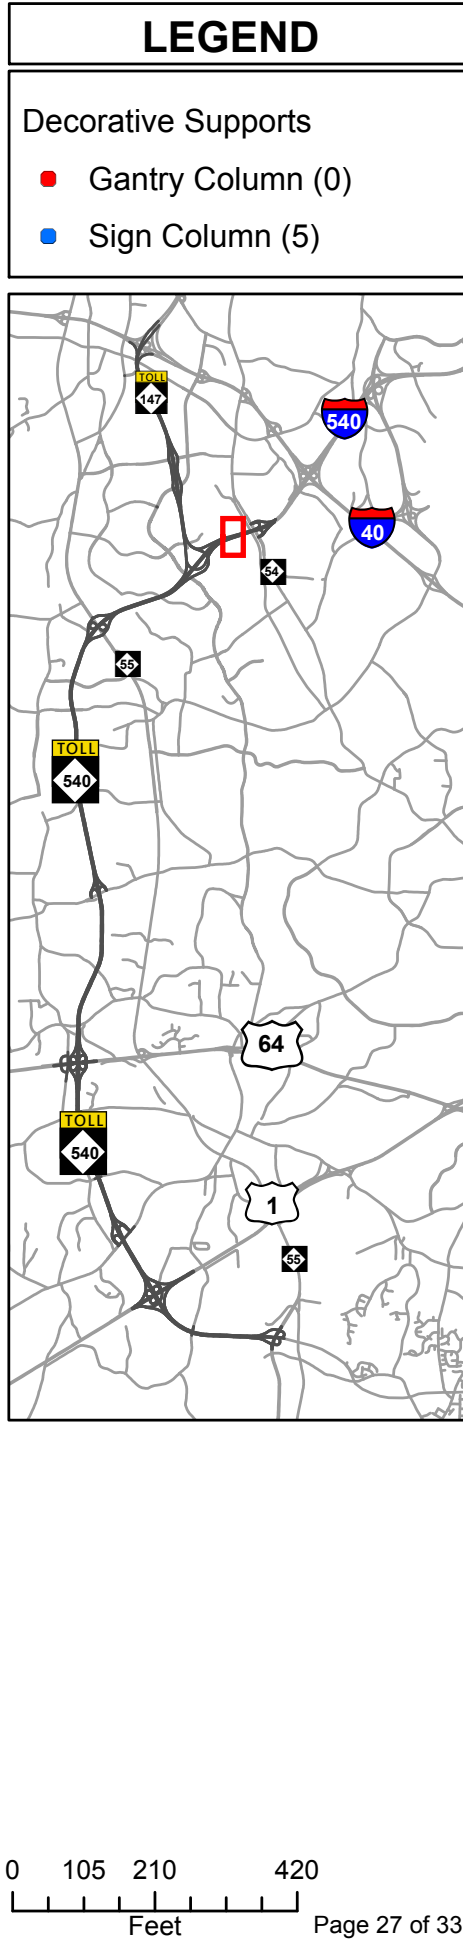 LEGEND
Decorative Supports
Gantry Column (0)
Sign Column (5)
TOLL
147
540
40
54
55
TOLL
540
64
TOLL
540
1
55
0 105 210 420
Feet
Page 27 of 33